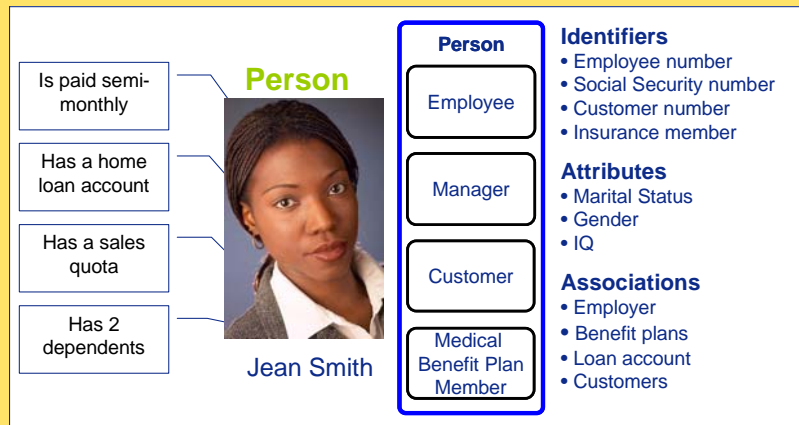 Is paid semi-
monthly
Has a home
loan account
Has a sales
quota
Has 2
dependents
Person
Jean Smith
Person
Employee
Manager
Customer
Medical
Benefit Plan
Member
Identifiers
• Employee number
• Social Security number
• Customer number
• Insurance member
Attributes
• Marital Status
• Gender
• IQ
Associations
• Employer
• Benefit plans
• Loan account
• Customers